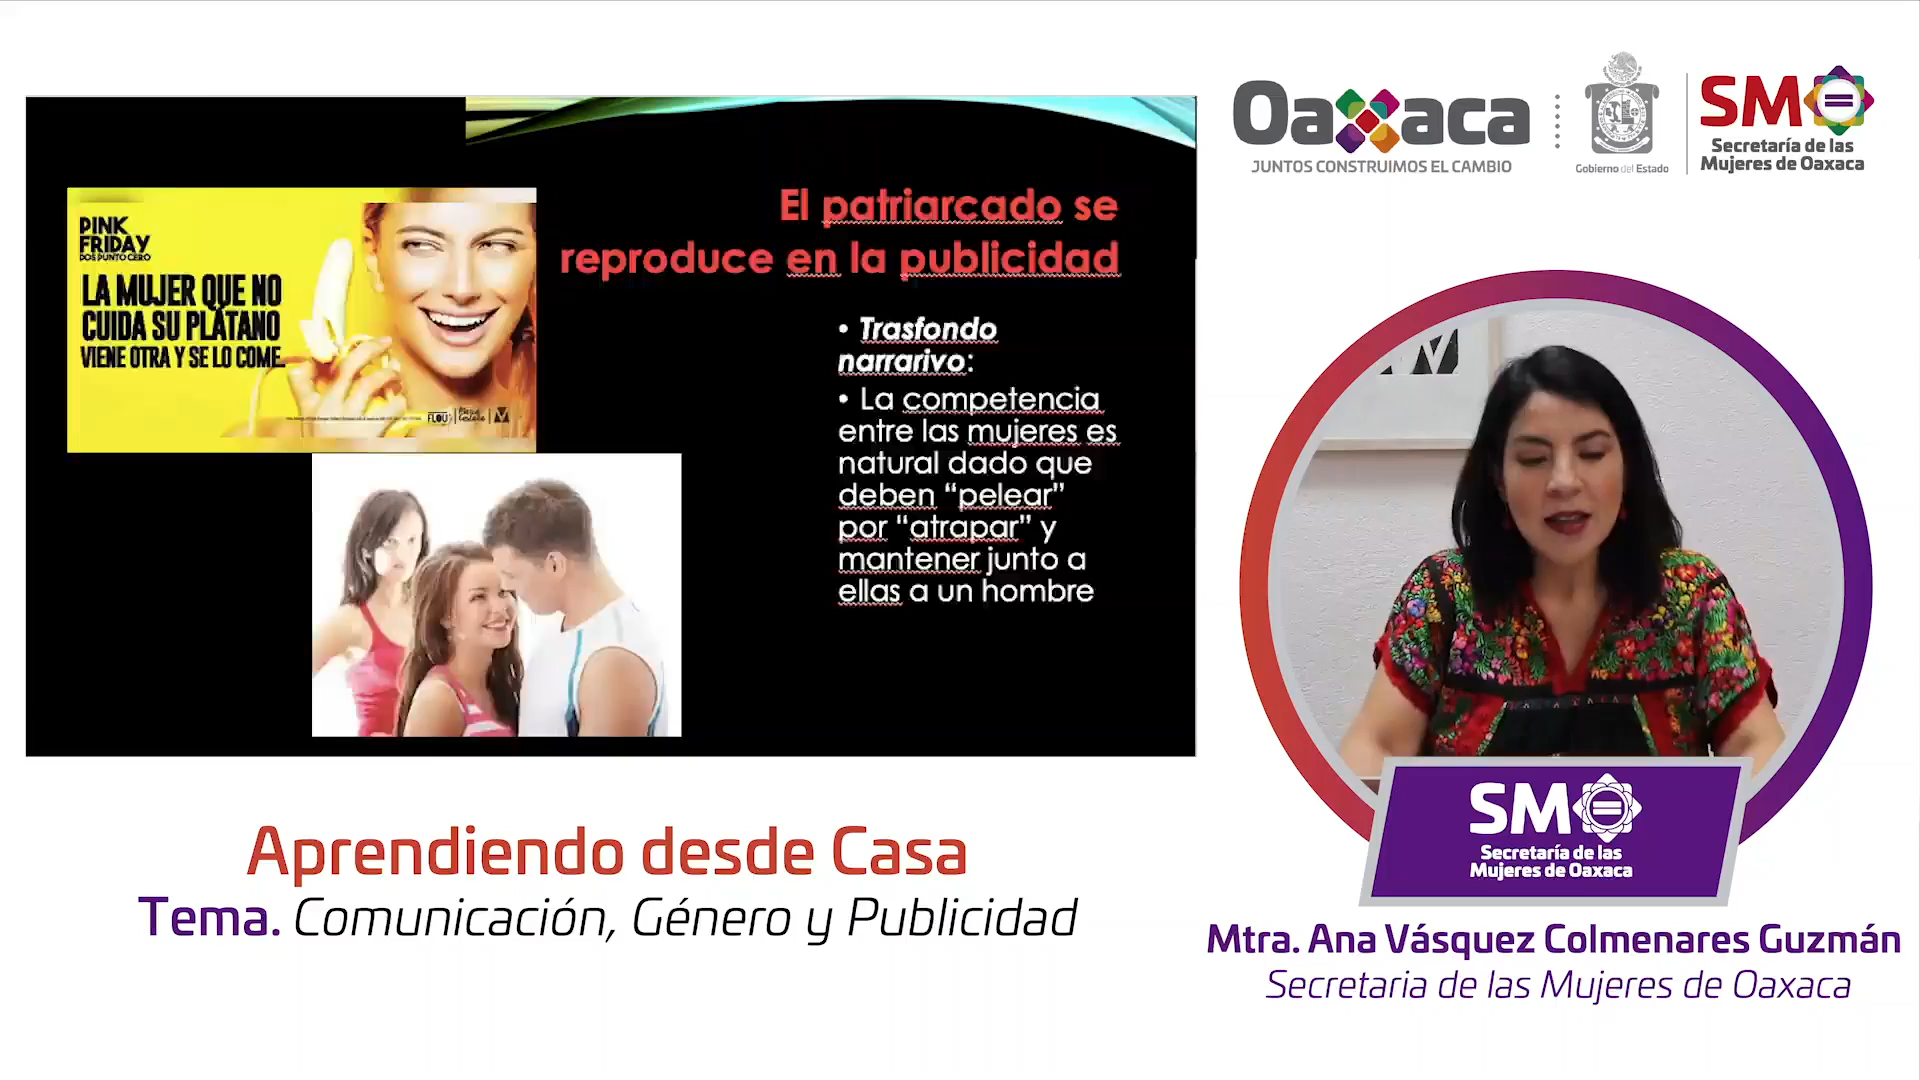 Oaxaca
JUNTOS CONSTRUIMOS EL CAMBIO
Gobierno del Estado
SM
Secretaría de las
Mujeres de Oaxaca
El patriarcado se
reproduce en la publicidad
PINK
FRIDAY
DOS PUNTO CERO
LA MUJER QUE NO
CUIDA SU PLÁTANO
VIENE OTRA Y SE LO COME.
FLOU
• Trasfondo
narrarivo:
• La competencia
entre las mujeres es
natural dado que
deben “pelear”
por “atrapar” y
mantener junto a
ellas a un hombre
SM
Secretaría de las
Mujeres de Oaxaca
Aprendiendo desde Casa
Tema. Comunicación, Género y Publicidad
Mtra. Ana Vásquez Colmenares Guzmán
Secretaria de las Mujeres de Oaxaca